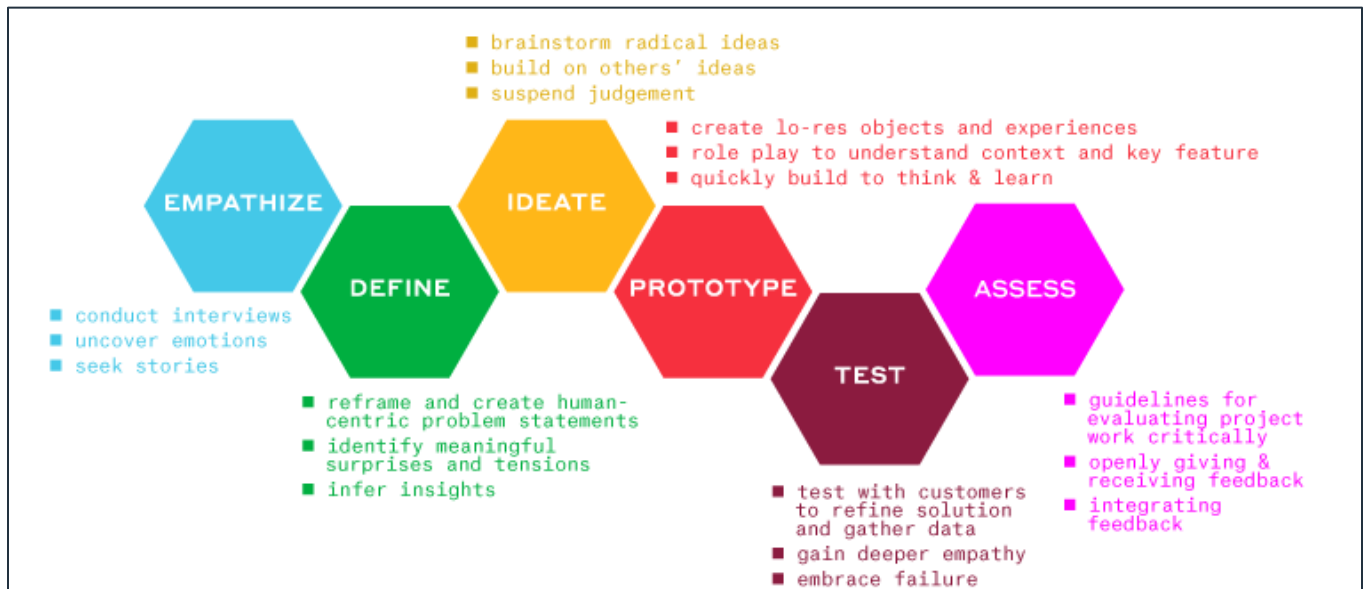 EMPATHIZE
■ conduct interviews
■ uncover emotions
■ seek stories
DEFINE
■ reframe and create human-
centric problem statements
■ identify meaningful
surprises and tensions
■ infer insights
IDEATE
■ brainstorm radical ideas
■ build on others’ ideas
■ suspend judgement
PROTOTYPE
■ create lo-res objects and experiences
■ role play to understand context and key feature
■ quickly build to think & learn
TEST
■ test with customers
to refine solution
and gather data
■ gain deeper empathy
■ embrace failure
ASSESS
■ guidelines for
evaluating project
work critically
■ openly giving &
receiving feedback
■ integrating
feedback